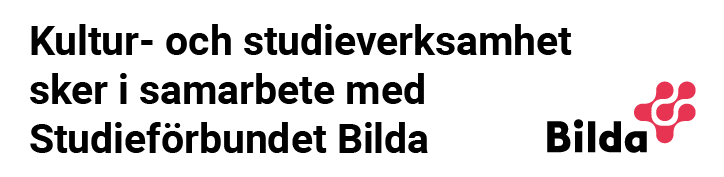 Kultur- och studieverksamhet
sker i samarbete med
Studieförbundet Bilda
Bilda